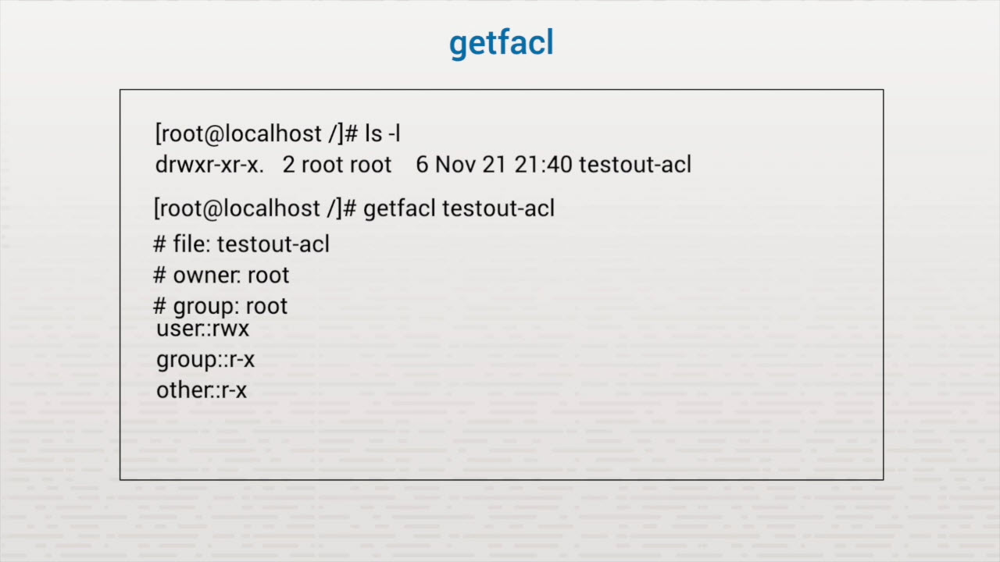 getfacl
[root@localhost /]# ls -l
drwxr-xr-x.   2 root root    6 Nov 21 21:40 testout-acl
[root@localhost /]# getfacl testout-acl
# file: testout-acl
# owner: root
# group: root
user::rwx
group::r-x
other::r-x